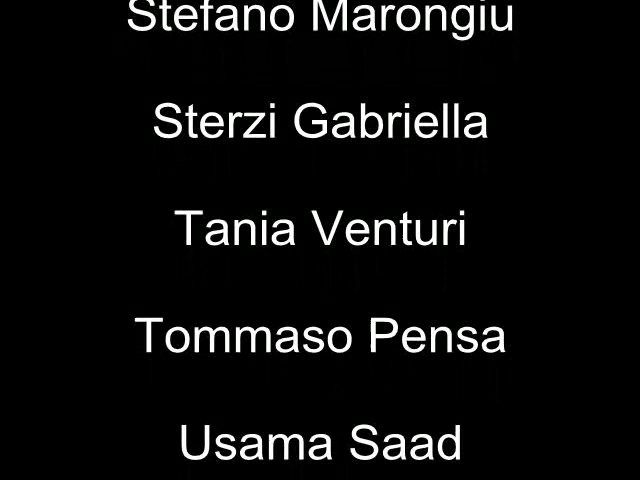 Stefano Marongiu
Sterzi Gabriella
Tania Venturi
Tommaso Pensa
Usama Saad